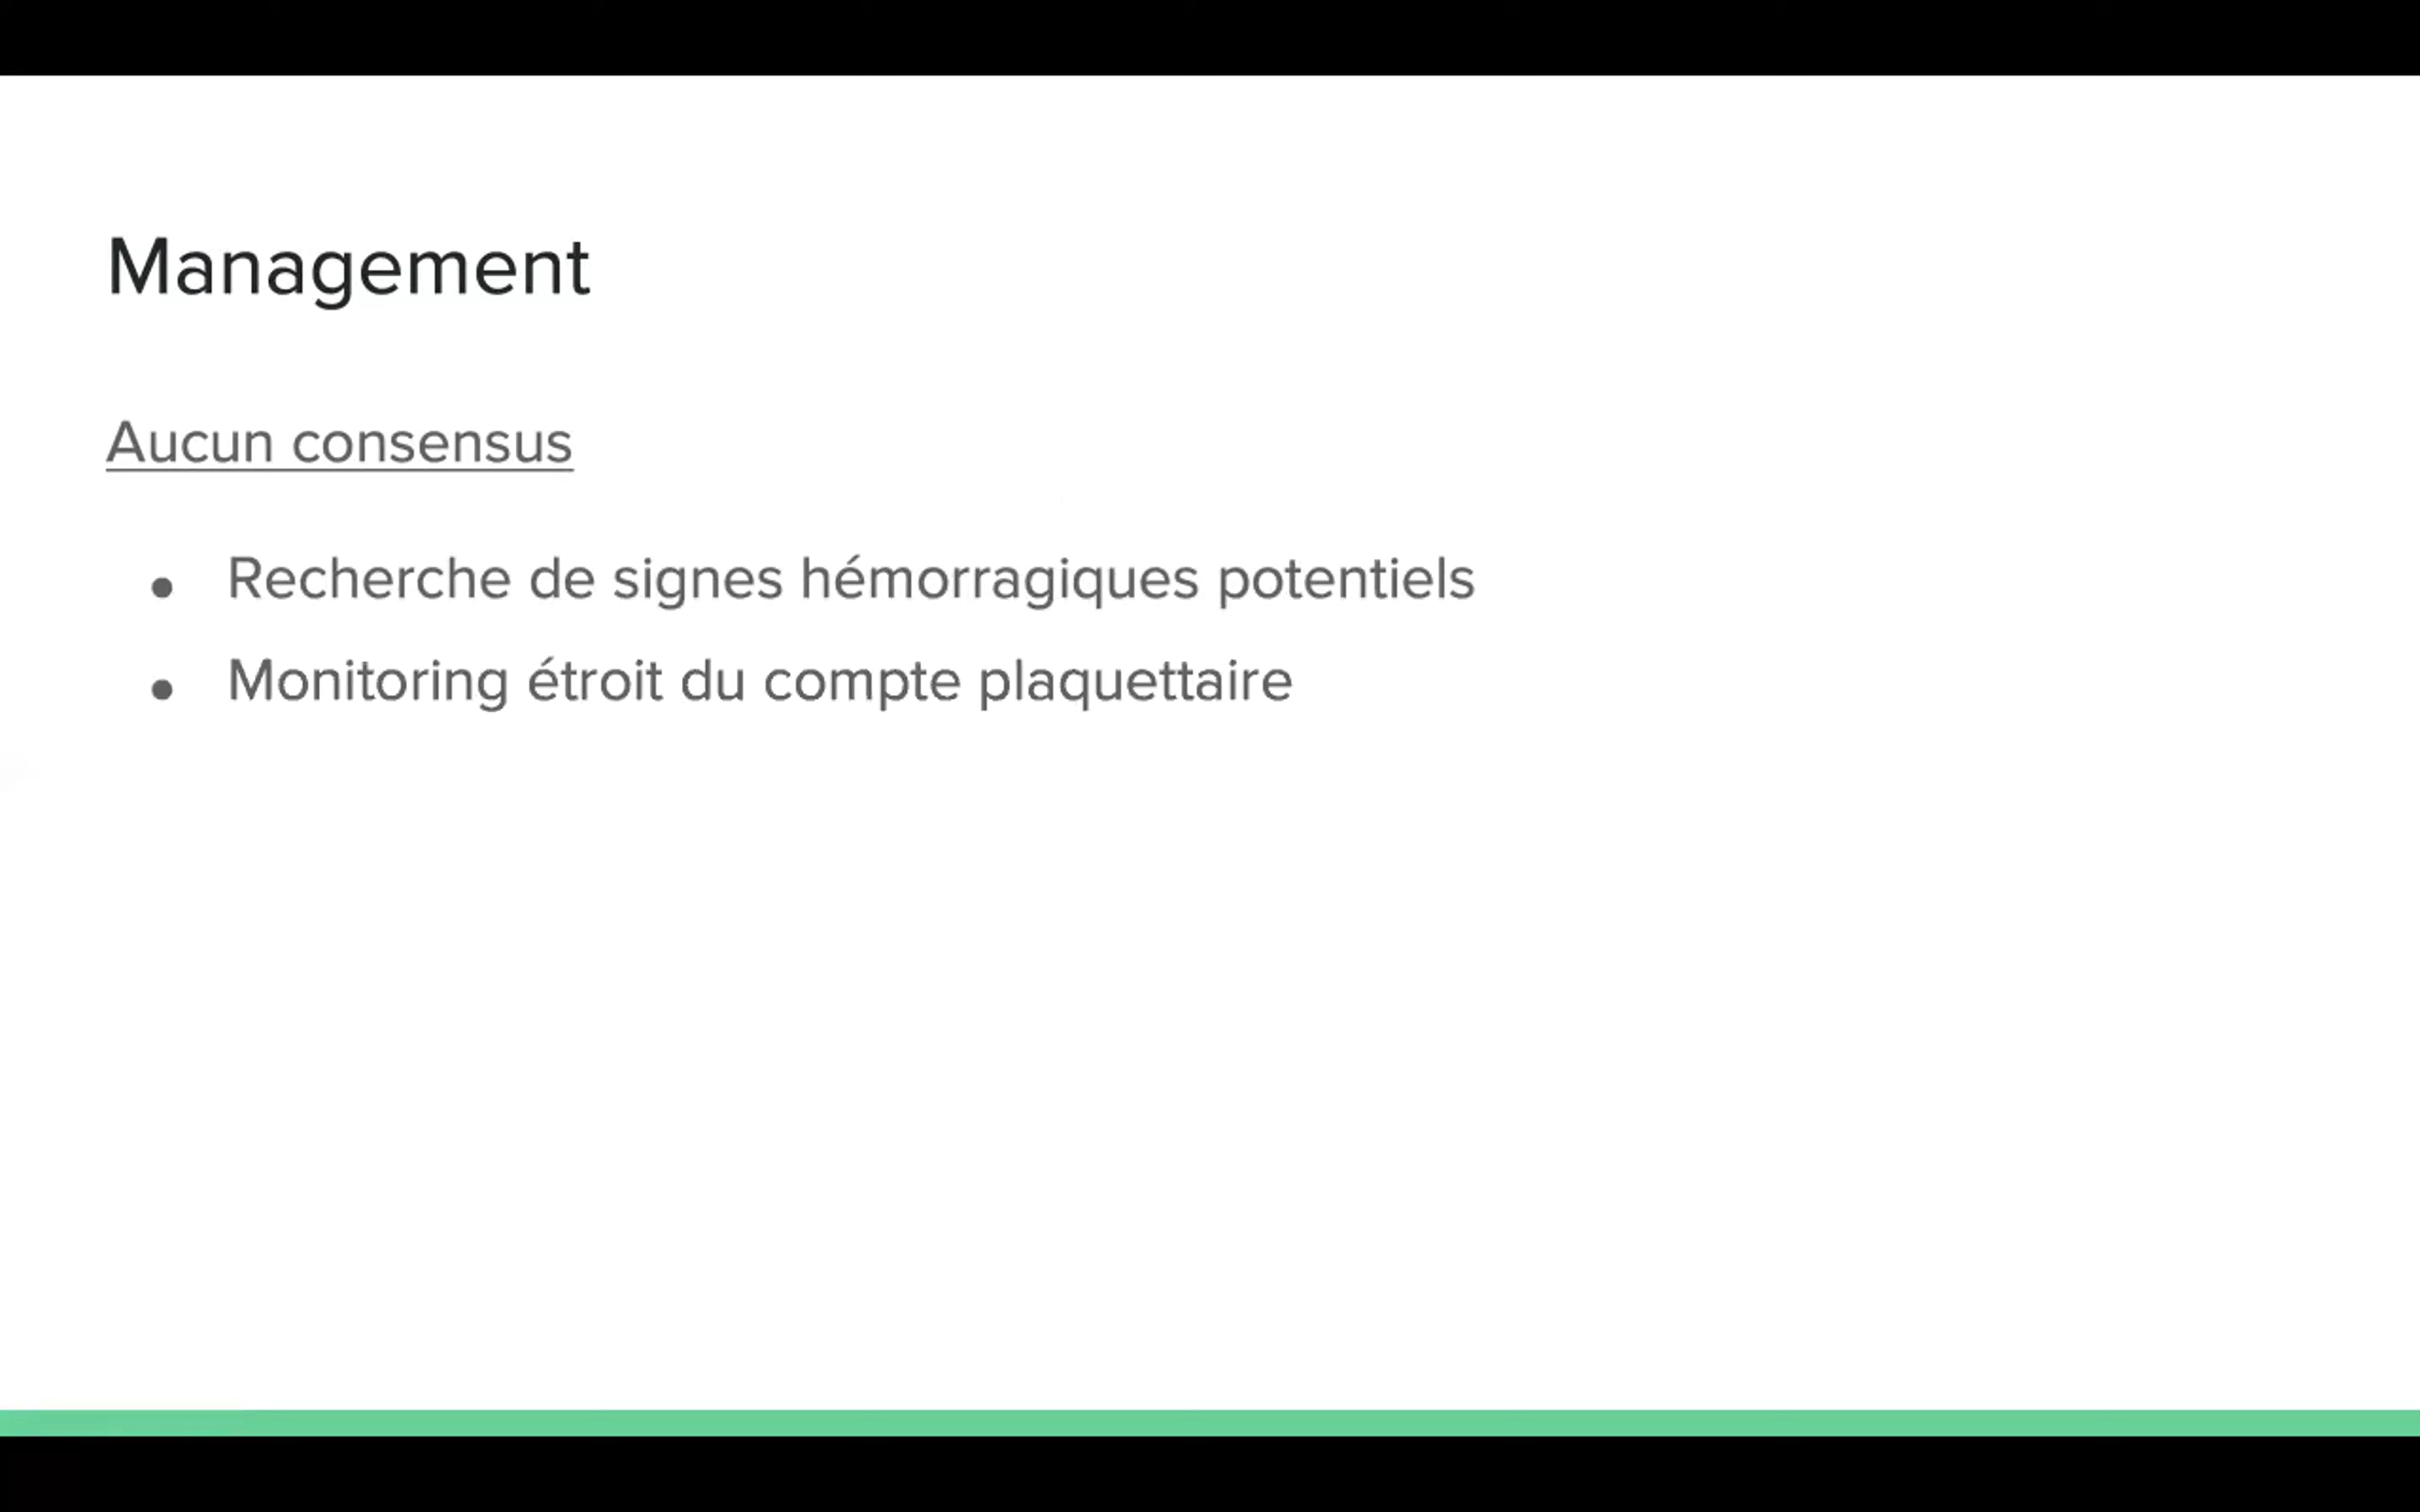 Management
Aucun consensus
● Recherche de signes hémorragiques potentiels
● Monitoring étroit du compte plaquettaire